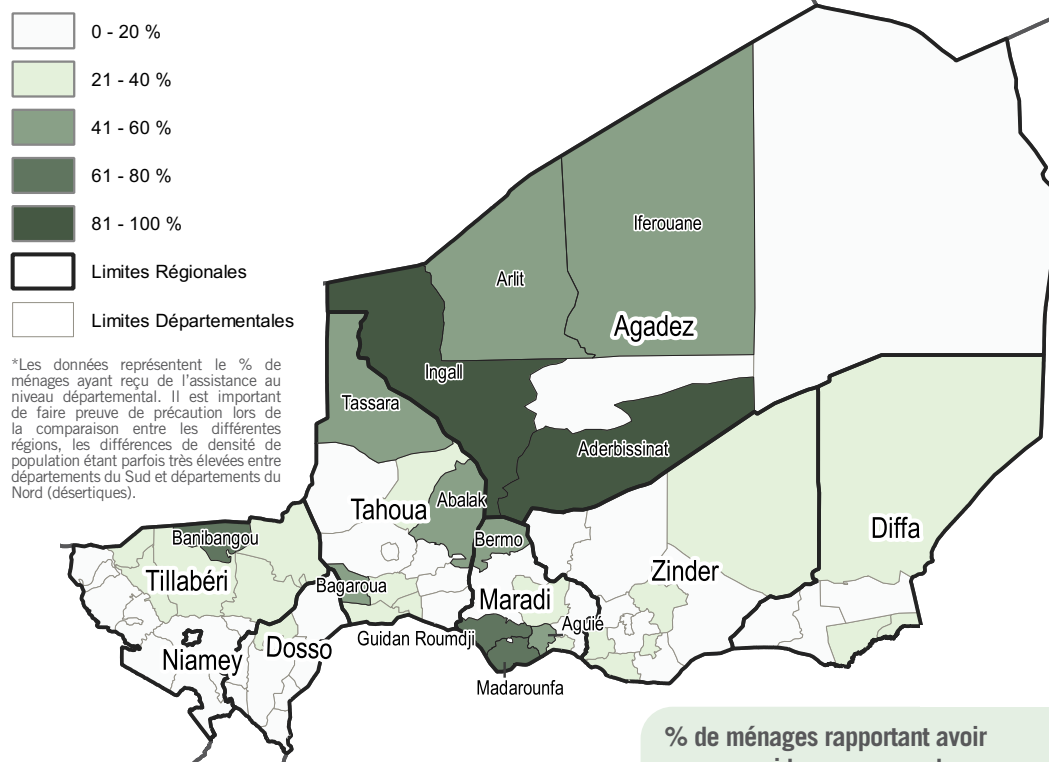 0 - 20 %
21 - 40 %
41 - 60 %
61 - 80 %
81 - 100 %
Limites Régionales
Limites Départementales
*Les données représentent le % de
ménages ayant reçu de l'assistance au
niveau départemental. Il est important
de faire preuve de précaution lors de
la comparaison entre les différentes
régions, les différences de densité de
population étant parfois très élevées entre
départements du Sud et départements du
Nord (désertiques).
Iferouane
Arlit
Agadez
Ingall
Tassara
Aderbissinat
Abalak
Tahoua
Diffa
Banibangou
Bermo
Zinder
Tillabéri
Bagaroua
Maradi
Aguié
Guidan Roumdji
Dosso
Niamey
Madarounfa
% de ménages rapportant avoir